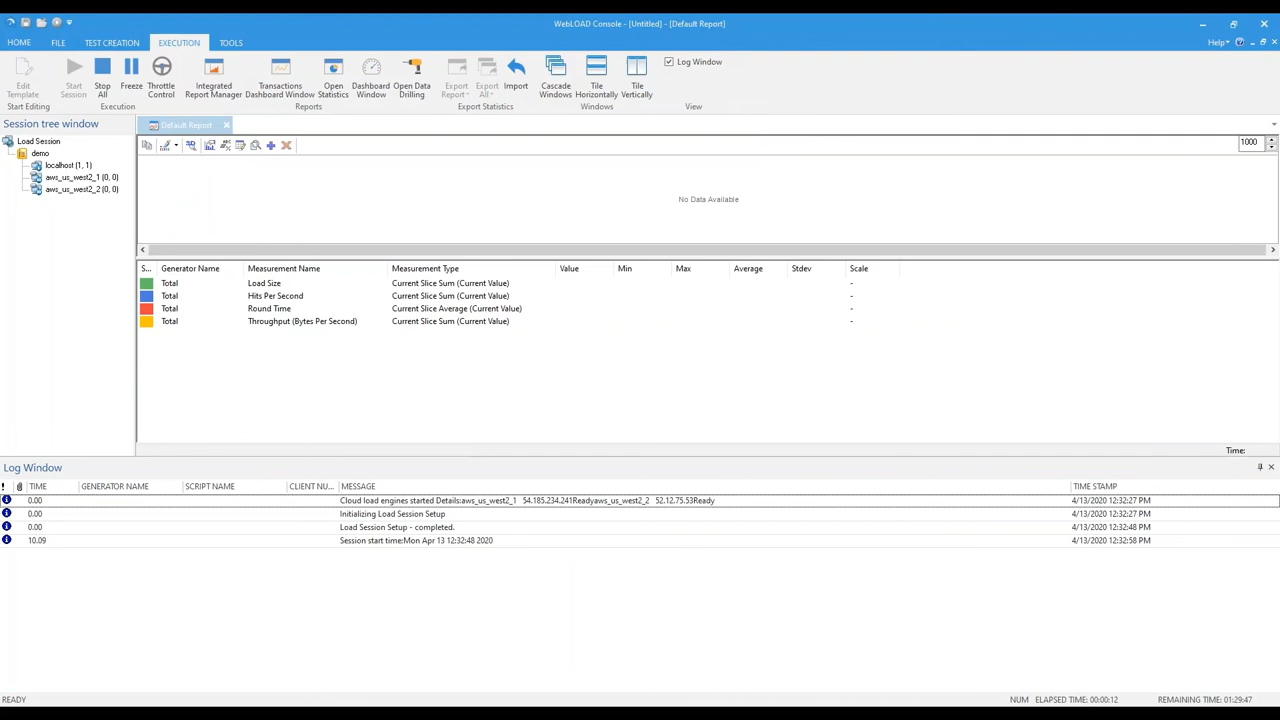 WebLOAD Console - [Untitled] - [Default Report]
HOME FILE TEST CREATION EXECUTION TOOLS Help
Edit Template Start Session Stop All Freeze Throttle Control Integrated Report Manager Transactions Dashboard Window Open Statistics Dashboard Window Open Data Drilling Export Report Export All Import Cascade Windows Tile Horizontally Tile Vertically Log Window
Start Editing Execution Reports Export Statistics Windows View
Session tree window
Default Report
Load Session
demo
localhost (1, 1)
aws_us_west2_1 (0, 0)
aws_us_west2_2 (0, 0)
1000
No Data Available
S... Generator Name Measurement Name Measurement Type Value Min Max Average Stdev Scale
Total Load Size Current Slice Sum (Current Value) -
Total Hits Per Second Current Slice Sum (Current Value) -
Total Round Time Current Slice Average (Current Value) -
Total Throughput (Bytes Per Second) Current Slice Sum (Current Value) -
Time:
Log Window
! TIME GENERATOR NAME SCRIPT NAME CLIENT NU... MESSAGE TIME STAMP
0.00 Cloud load engines started Details:aws_us_west2_1 54.185.234.241Readyaws_us_west2_2 52.12.75.53Ready 4/13/2020 12:32:27 PM
0.00 Initializing Load Session Setup 4/13/2020 12:32:27 PM
0.00 Load Session Setup - completed. 4/13/2020 12:32:48 PM
10.09 Session start time:Mon Apr 13 12:32:48 2020 4/13/2020 12:32:58 PM
READY NUM ELAPSED TIME: 00:00:12 REMAINING TIME: 01:29:47